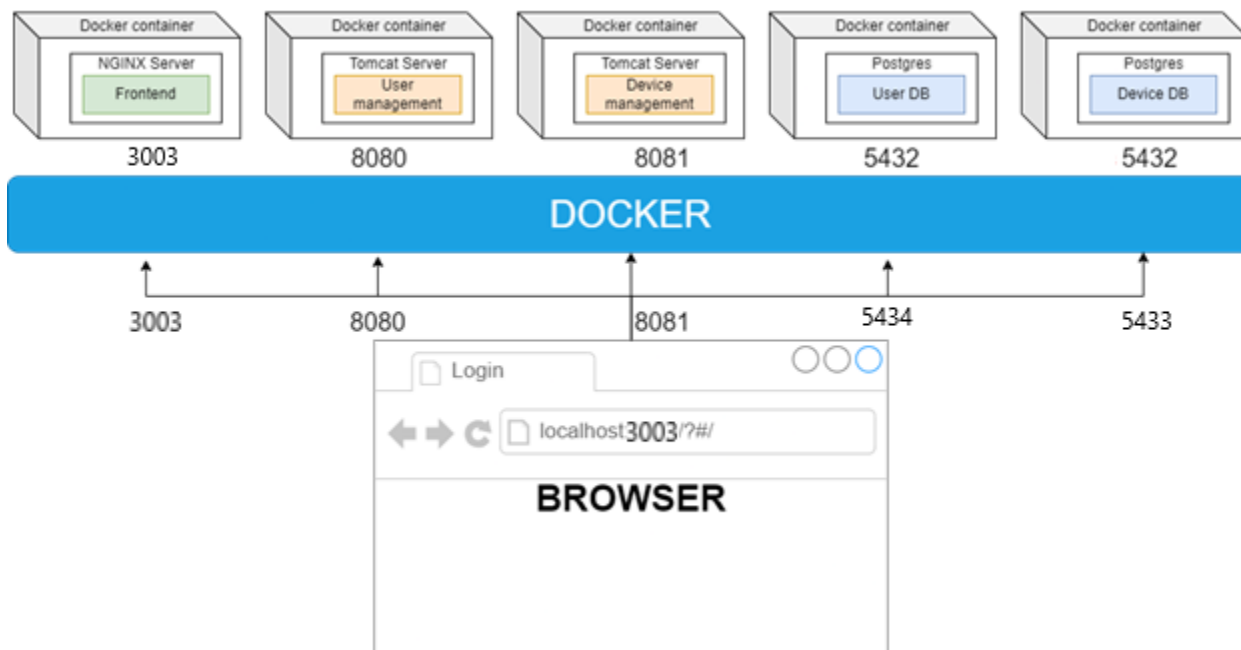 Docker container
Docker container
Docker container
Docker container
Docker container
NGINX Server
Frontend
Tomcat Server
User
management
Tomcat Server
Device
management
Postgres
User DB
Postgres
Device DB
3003
8080
8081
5432
5432
DOCKER
3003
8080
8081
5434
5433
Login
localhost:3003/?#/
BROWSER